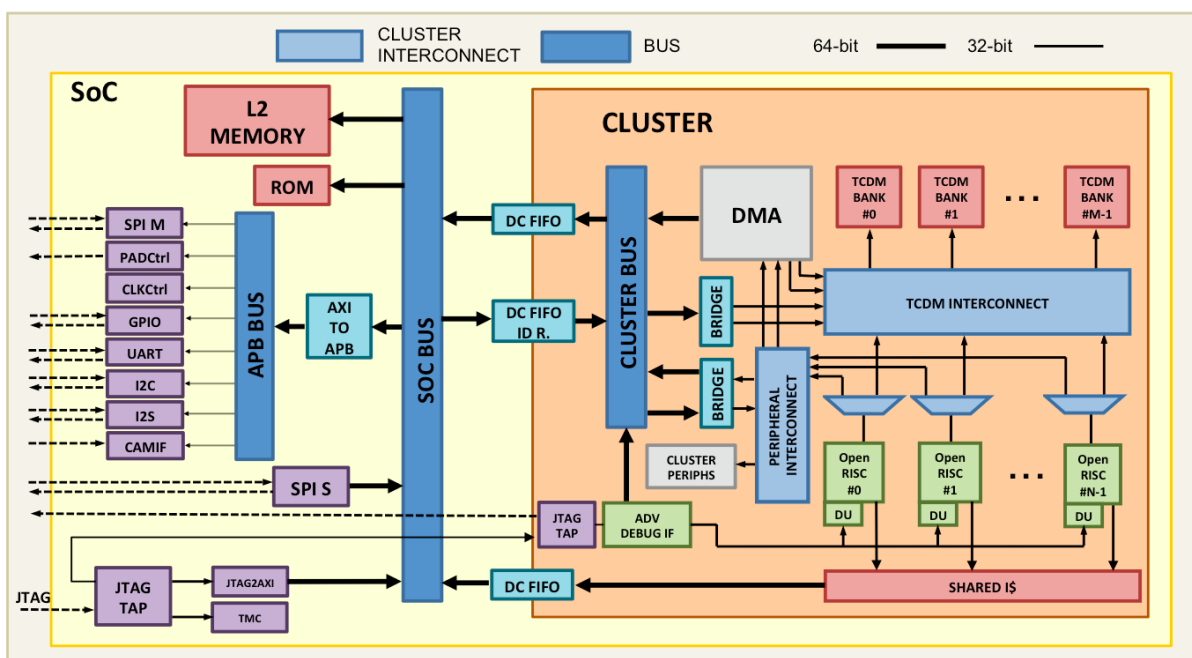 CLUSTER
INTERCONNECT
BUS
64-bit
32-bit
SoC
L2
MEMORY
ROM
SPI M
PADCtrl
CLKCtrl
GPIO
UART
I2C
I2S
CAMIF
APB BUS
AXI
TO
APB
SOC BUS
SPI S
JTAG
JTAG
TAP
JTAG2AXI
TMC
DC FIFO
DC FIFO
ID R.
DC FIFO
CLUSTER
CLUSTER BUS
DMA
BRIDGE
BRIDGE
PERIPHERAL
INTERCONNECT
CLUSTER
PERIPHS
JTAG
TAP
ADV
DEBUG IF
TCDM
BANK
#0
TCDM
BANK
#1
...
TCDM
BANK
#M-1
TCDM INTERCONNECT
Open
RISC
#0
DU
Open
RISC
#1
DU
...
Open
RISC
#N-1
DU
SHARED I$